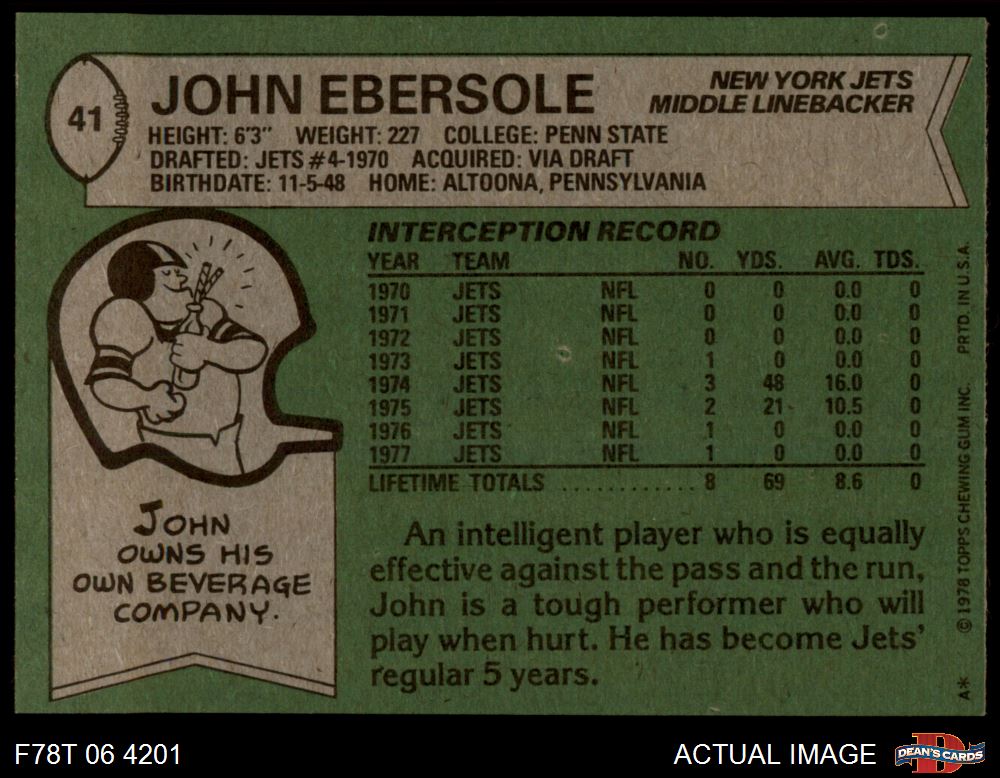 41
JOHN EBERSOLE
NEW YORK JETS
MIDDLE LINEBACKER
HEIGHT: 6'3" WEIGHT: 227 COLLEGE: PENN STATE
DRAFTED: JETS #4-1970 ACQUIRED: VIA DRAFT
BIRTHDATE: 11-5-48 HOME: ALTOONA, PENNSYLVANIA
INTERCEPTION RECORD
YEAR TEAM NO. YDS. AVG. TDS.
1970 JETS NFL 0 0 0.0 0
1971 JETS NFL 0 0 0.0 0
1972 JETS NFL 0 0 0.0 0
1973 JETS NFL 1 0 0.0 0
1974 JETS NFL 3 48 16.0 0
1975 JETS NFL 2 21 10.5 0
1976 JETS NFL 1 0 0.0 0
1977 JETS NFL 1 0 0.0 0
LIFETIME TOTALS .............. 8 69 8.6 0
JOHN
OWNS HIS
OWN BEVERAGE
COMPANY.
An intelligent player who is equally
effective against the pass and the run,
John is a tough performer who will
play when hurt. He has become Jets'
regular 5 years.
A* © 1978 TOPPS CHEWING GUM INC. PRTD. IN U.S.A.
F78T 06 4201
ACTUAL IMAGE
D
DEAN'S CARDS